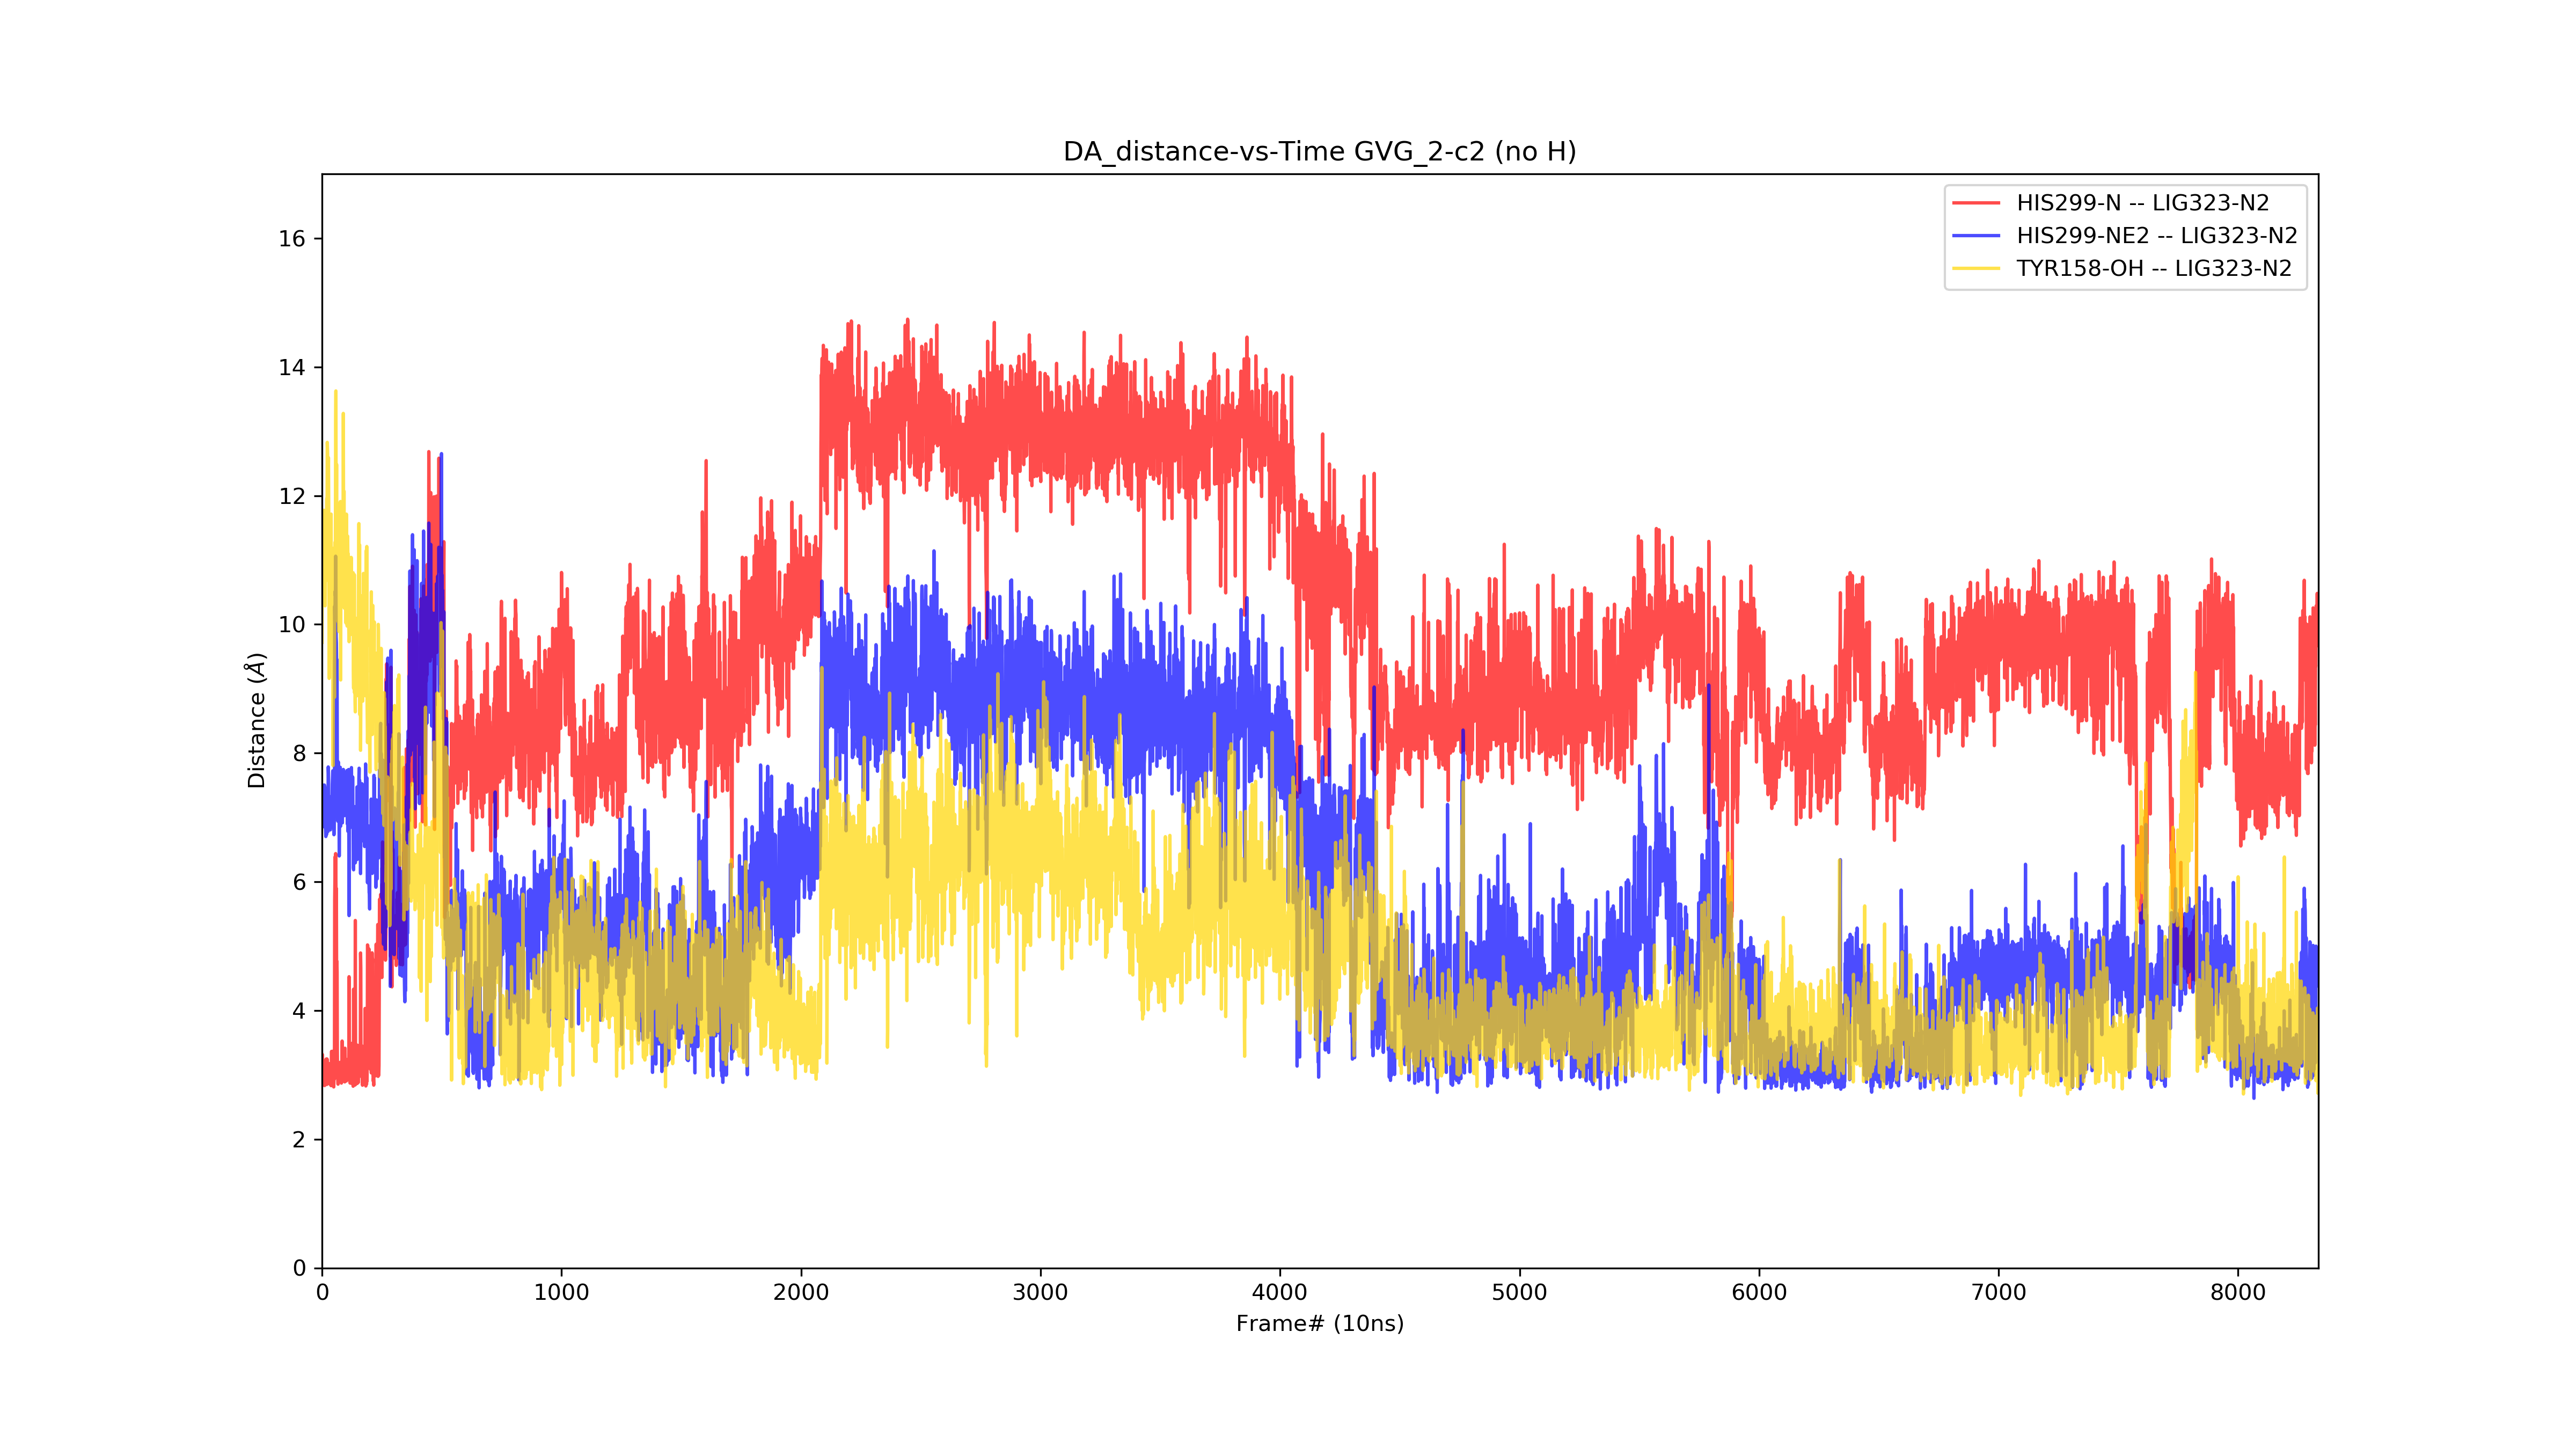 DA_distance-vs-Time GVG_2-c2 (no H)
HIS299-N -- LIG323-N2
HIS299-NE2 -- LIG323-N2
TYR158-OH -- LIG323-N2
16
14
12
10
8
6
4
2
0
Distance (Å)
0 1000 2000 3000 4000 5000 6000 7000 8000
Frame# (10ns)